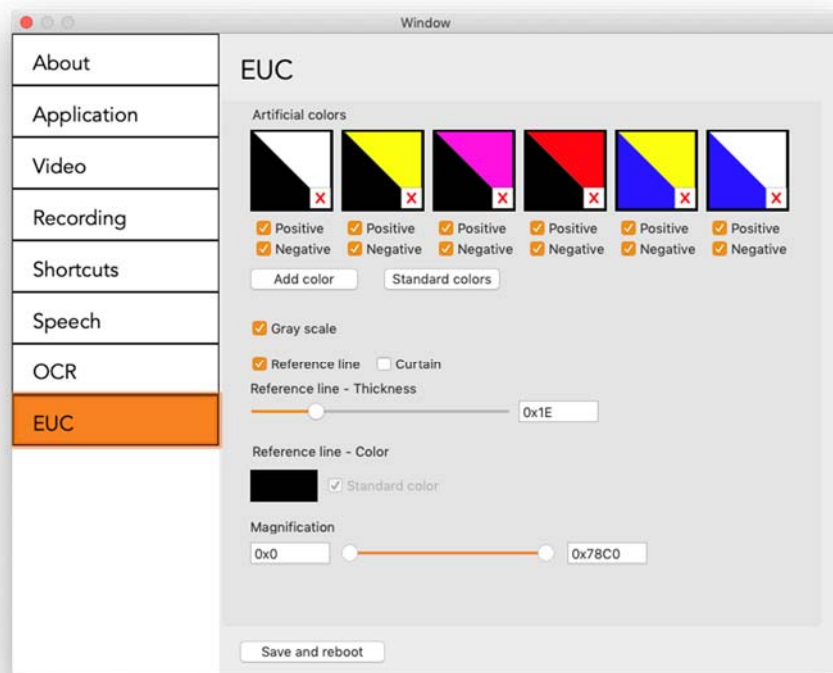 Window
About
Application
Video
Recording
Shortcuts
Speech
OCR
EUC
EUC
Artificial colors
X X X X X X
Positive Positive Positive Positive Positive Positive
Negative Negative Negative Negative Negative Negative
Add color Standard colors
Gray scale
Reference line Curtain
Reference line - Thickness
0x1E
Reference line - Color
Standard color
Magnification
0x0 0x78C0
Save and reboot